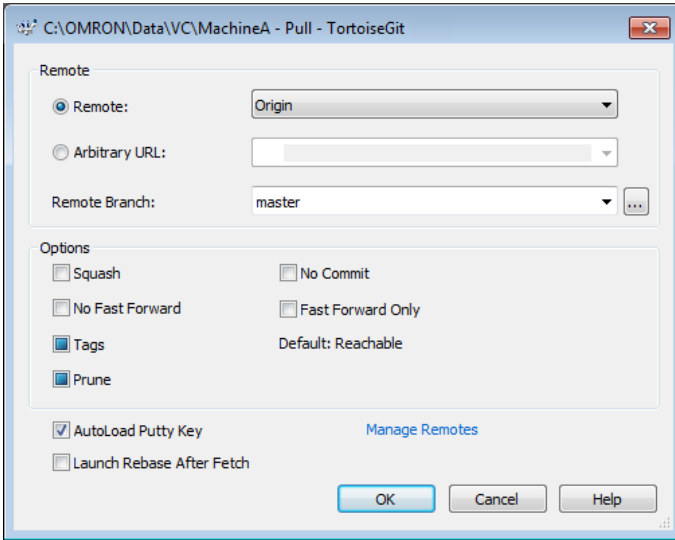 C:\OMRON\Data\VC\MachineA - Pull - TortoiseGit
Remote
Remote:
Origin
Arbitrary URL:
Remote Branch:
master
...
Options
Squash
No Commit
No Fast Forward
Fast Forward Only
Tags
Default: Reachable
Prune
AutoLoad Putty Key
Manage Remotes
Launch Rebase After Fetch
OK
Cancel
Help